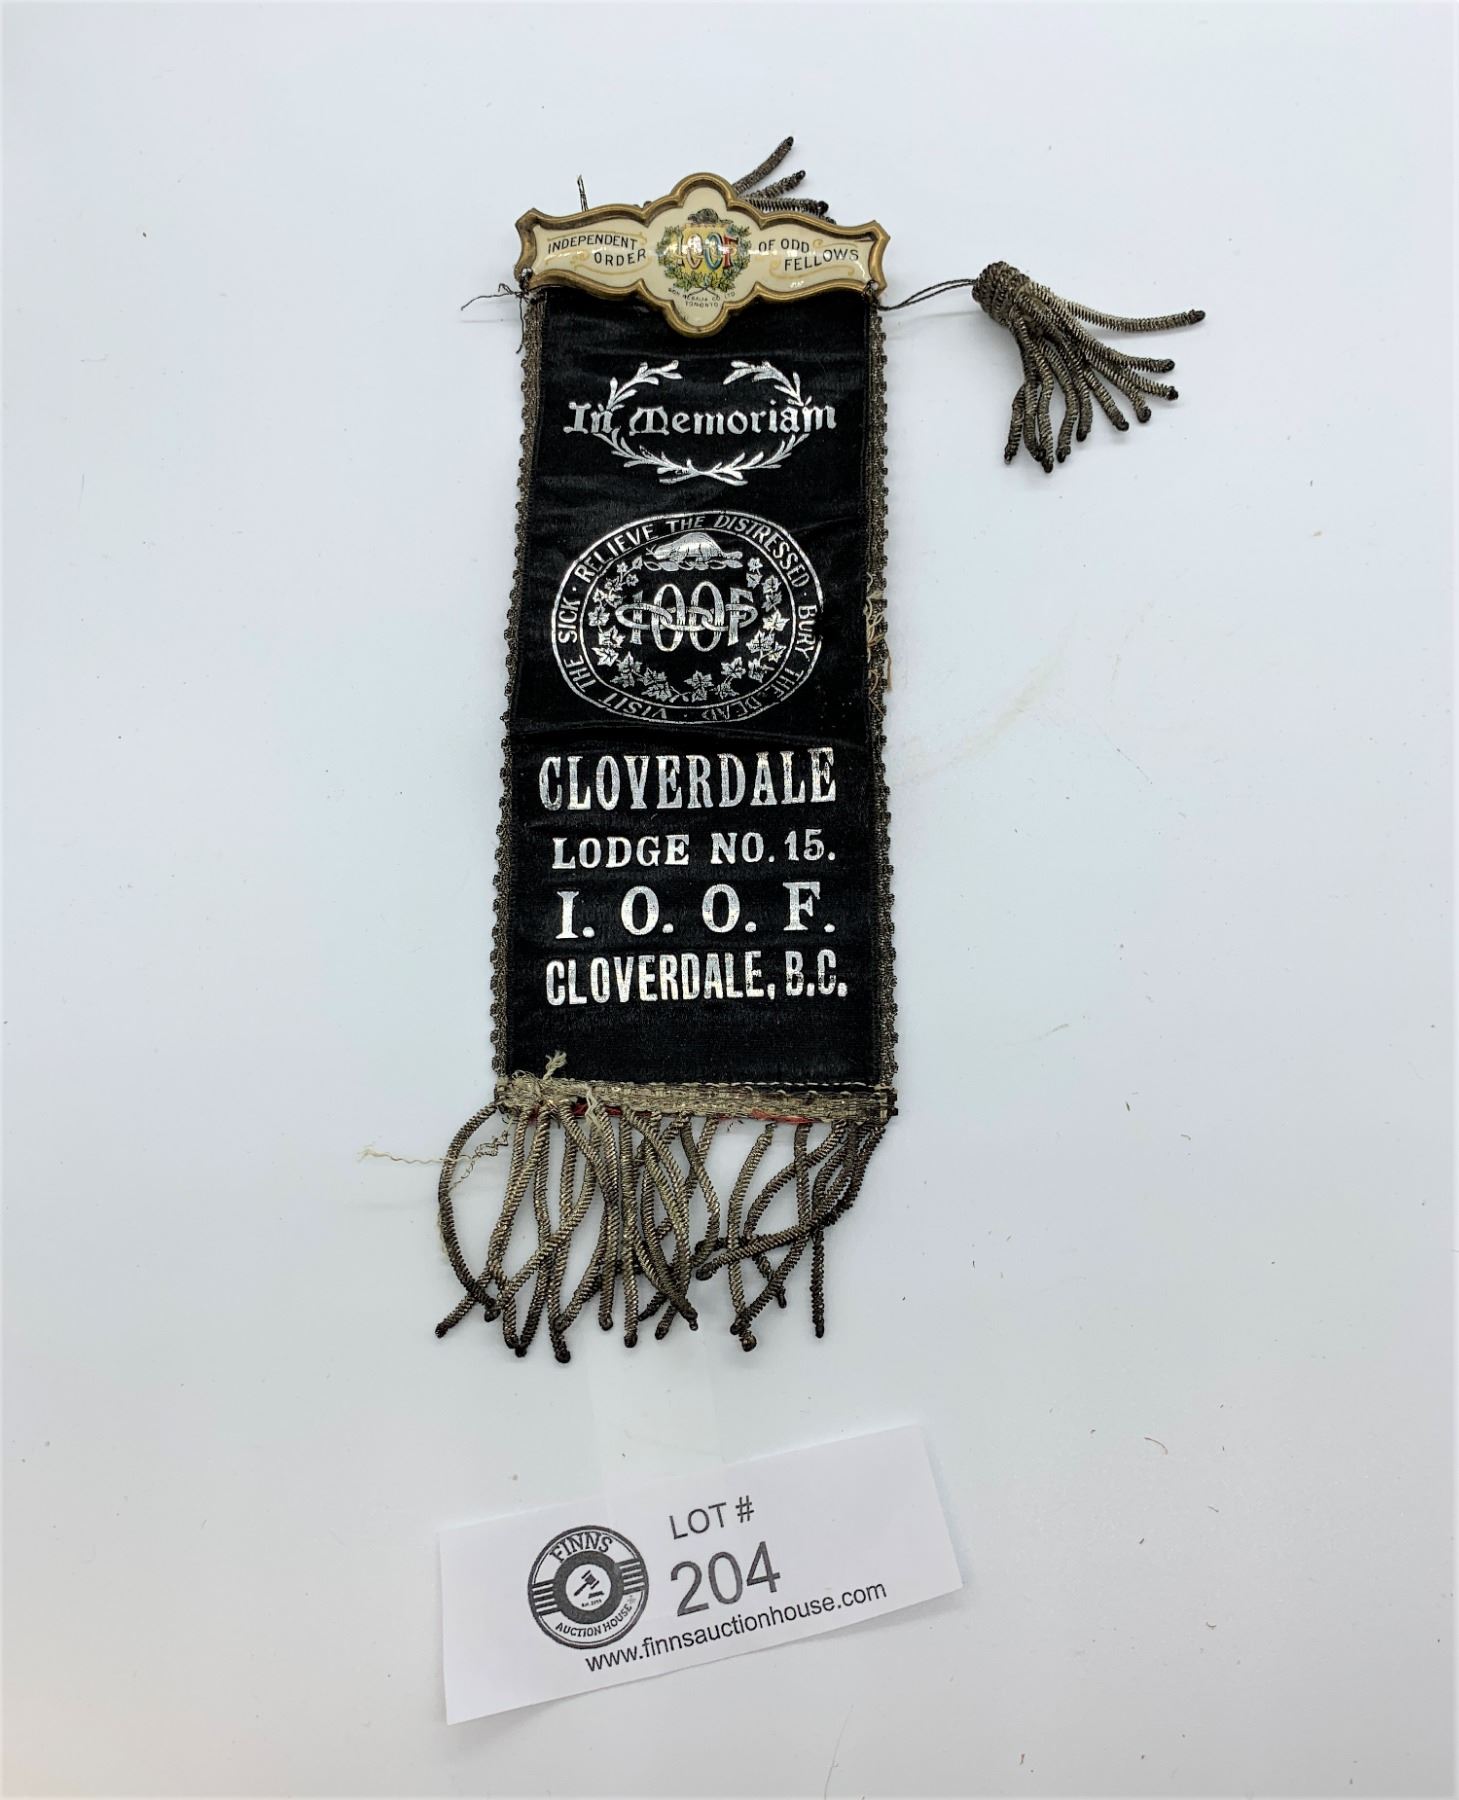 INDEPENDENT
ORDER
IOOF
OF ODD
FELLOWS
TORONTO
In Memoriam
VISIT THE SICK · RELIEVE THE DISTRESSED · BURY THE DEAD ·
IOOF
CLOVERDALE
LODGE NO. 15.
I. O. O. F.
CLOVERDALE, B.C.
LOT #
204
FINNS
AUCTION HOUSE
www.finnsauctionhouse.com